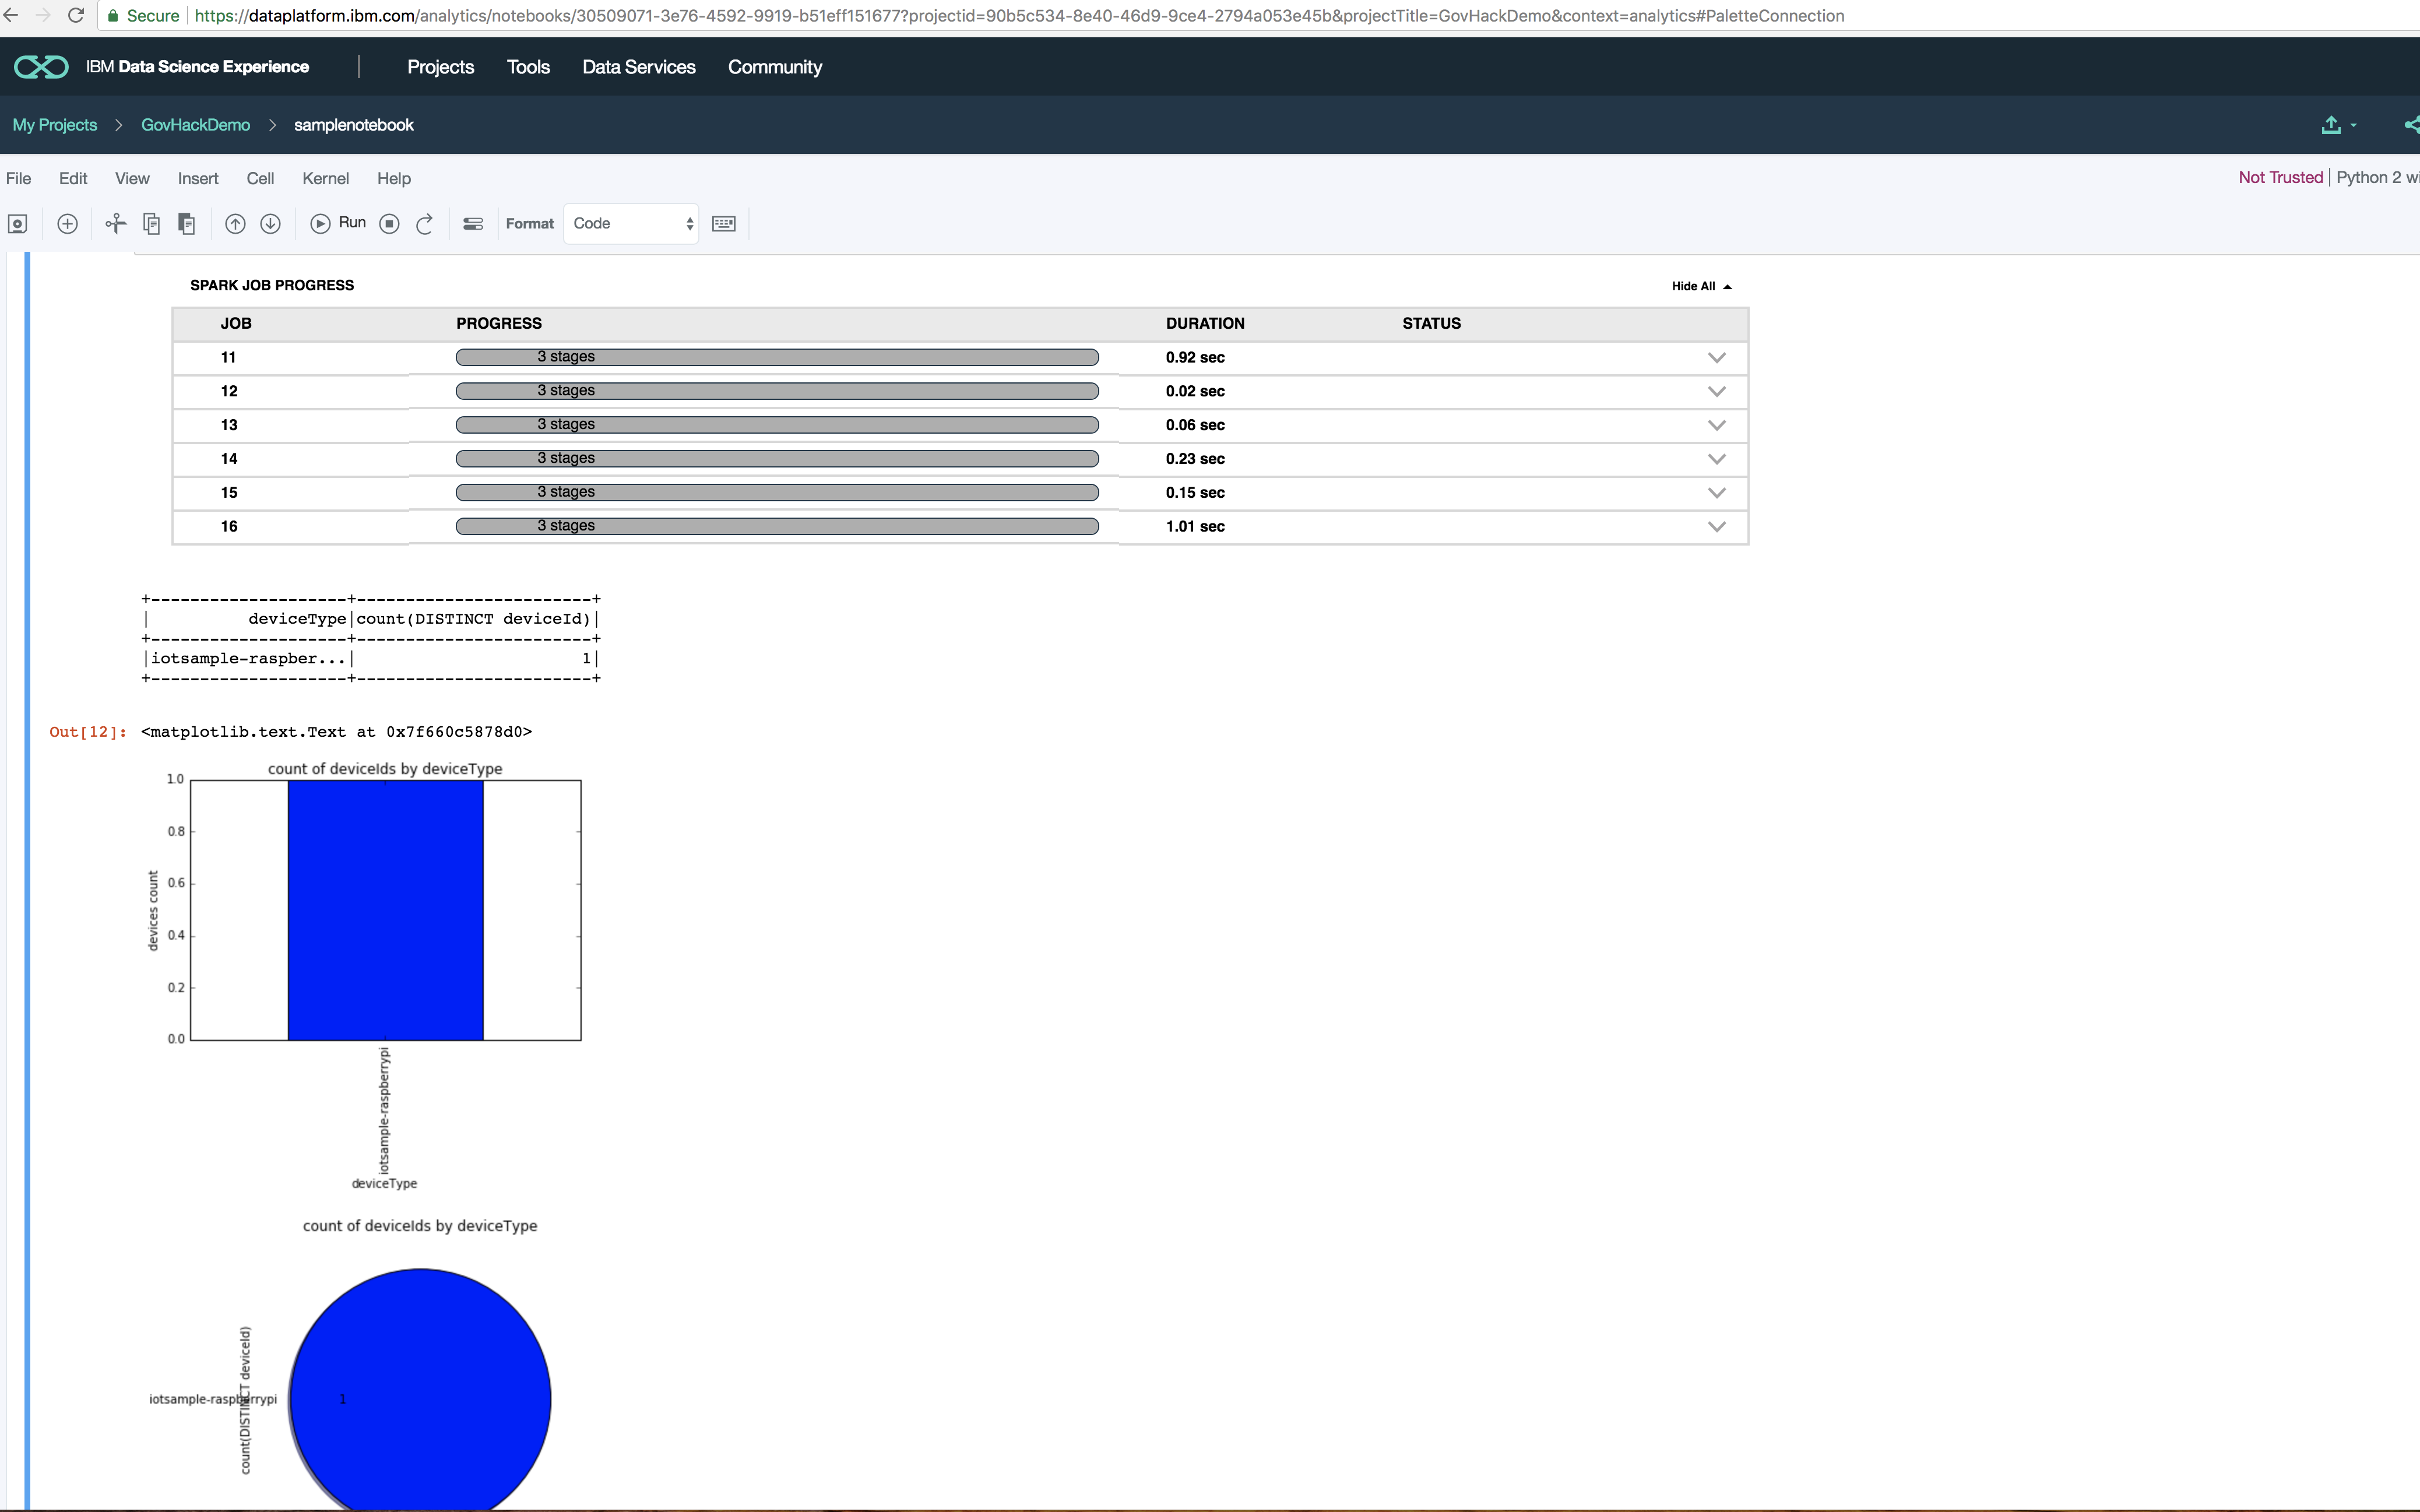 Secure https://dataplatform.ibm.com/analytics/notebooks/30509071-3e76-4592-9919-b51eff151677?projectid=90b5c534-8e40-46d9-9ce4-2794a053e45b&projectTitle=GovHackDemo&context=analytics#PaletteConnection
IBM Data Science Experience | Projects Tools Data Services Community
My Projects > GovHackDemo > samplenotebook
File Edit View Insert Cell Kernel Help Not Trusted | Python 2
Run Format Code
SPARK JOB PROGRESS Hide All
JOB PROGRESS DURATION STATUS
11 3 stages 0.92 sec
12 3 stages 0.02 sec
13 3 stages 0.06 sec
14 3 stages 0.23 sec
15 3 stages 0.15 sec
16 3 stages 1.01 sec
+--------------------+------------------------+
|          deviceType|count(DISTINCT deviceId)|
+--------------------+------------------------+
|iotsample-raspber...|                       1|
+--------------------+------------------------+
Out[12]: <matplotlib.text.Text at 0x7f660c5878d0>
count of deviceIds by deviceType
1.0
0.8
0.6
0.4
0.2
0.0
devices count
iotsample-raspberrypi
deviceType
count of deviceIds by deviceType
count(DISTINCT deviceId)
iotsample-raspberrypi
1